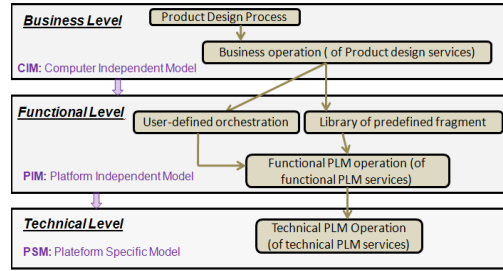 Business Level
Product Design Process
Business operation ( of Product design services)
CIM: Computer Independent Model
Functional Level
User-defined orchestration
Library of predefined fragment
Functional PLM operation (of
functional PLM services)
PIM: Platform Independent Model
Technical Level
Technical PLM Operation
(of technical PLM services)
PSM: Plateform Specific Model